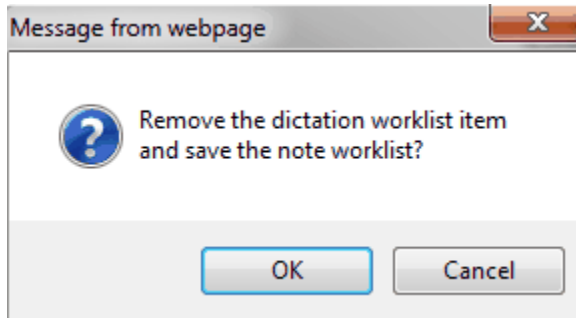 Message from webpage
Remove the dictation worklist item
and save the note worklist?
OK
Cancel